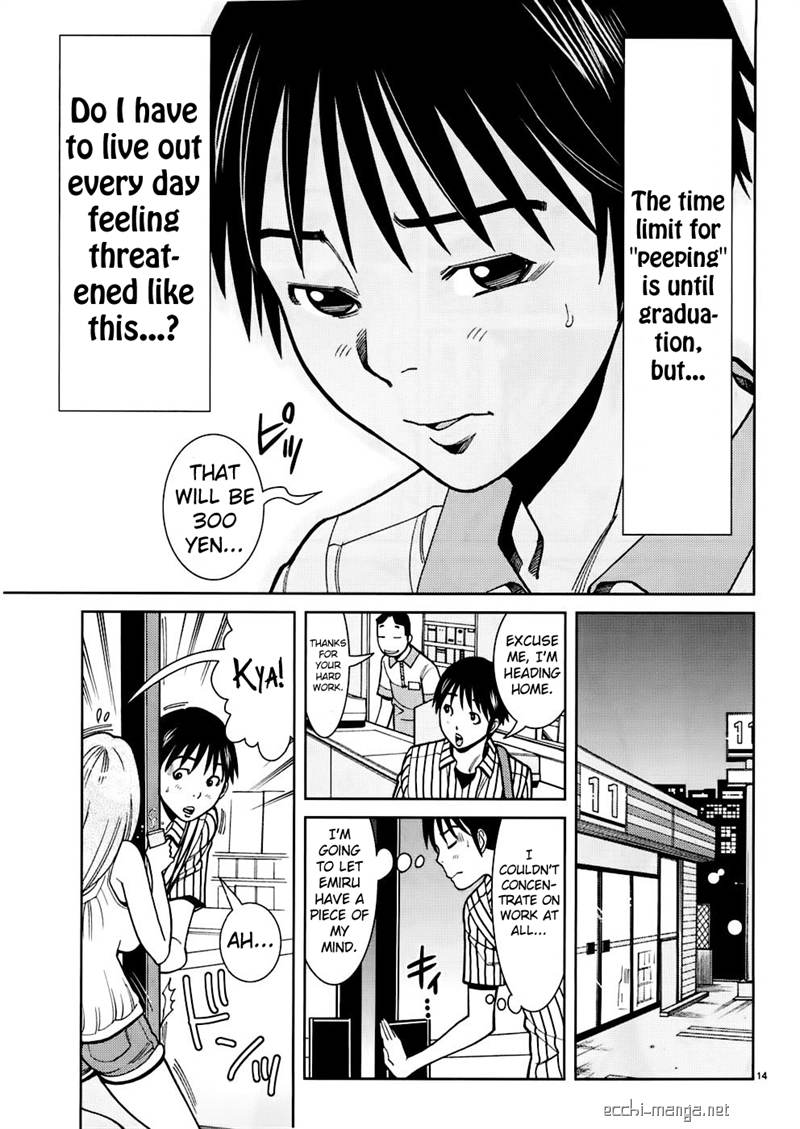 The time
limit for
"peeping"
is until
gradua-
tion,
but...
Do I have
to live out
every day
feeling
threat-
ened like
this...?
ピッ
THAT
WILL BE
300
YEN...
11
11
EXCUSE
ME, I'M
HEADING
HOME.
THANKS
FOR
YOUR
HARD
WORK.
I
COULDN'T
CONCEN-
TRATE ON
WORK AT
ALL...
I'M
GOING
TO LET
EMIRU
HAVE A
PIECE OF
MY
MIND.
キィ
KYA!
AH...
ドン
14
ecchi-manga.net